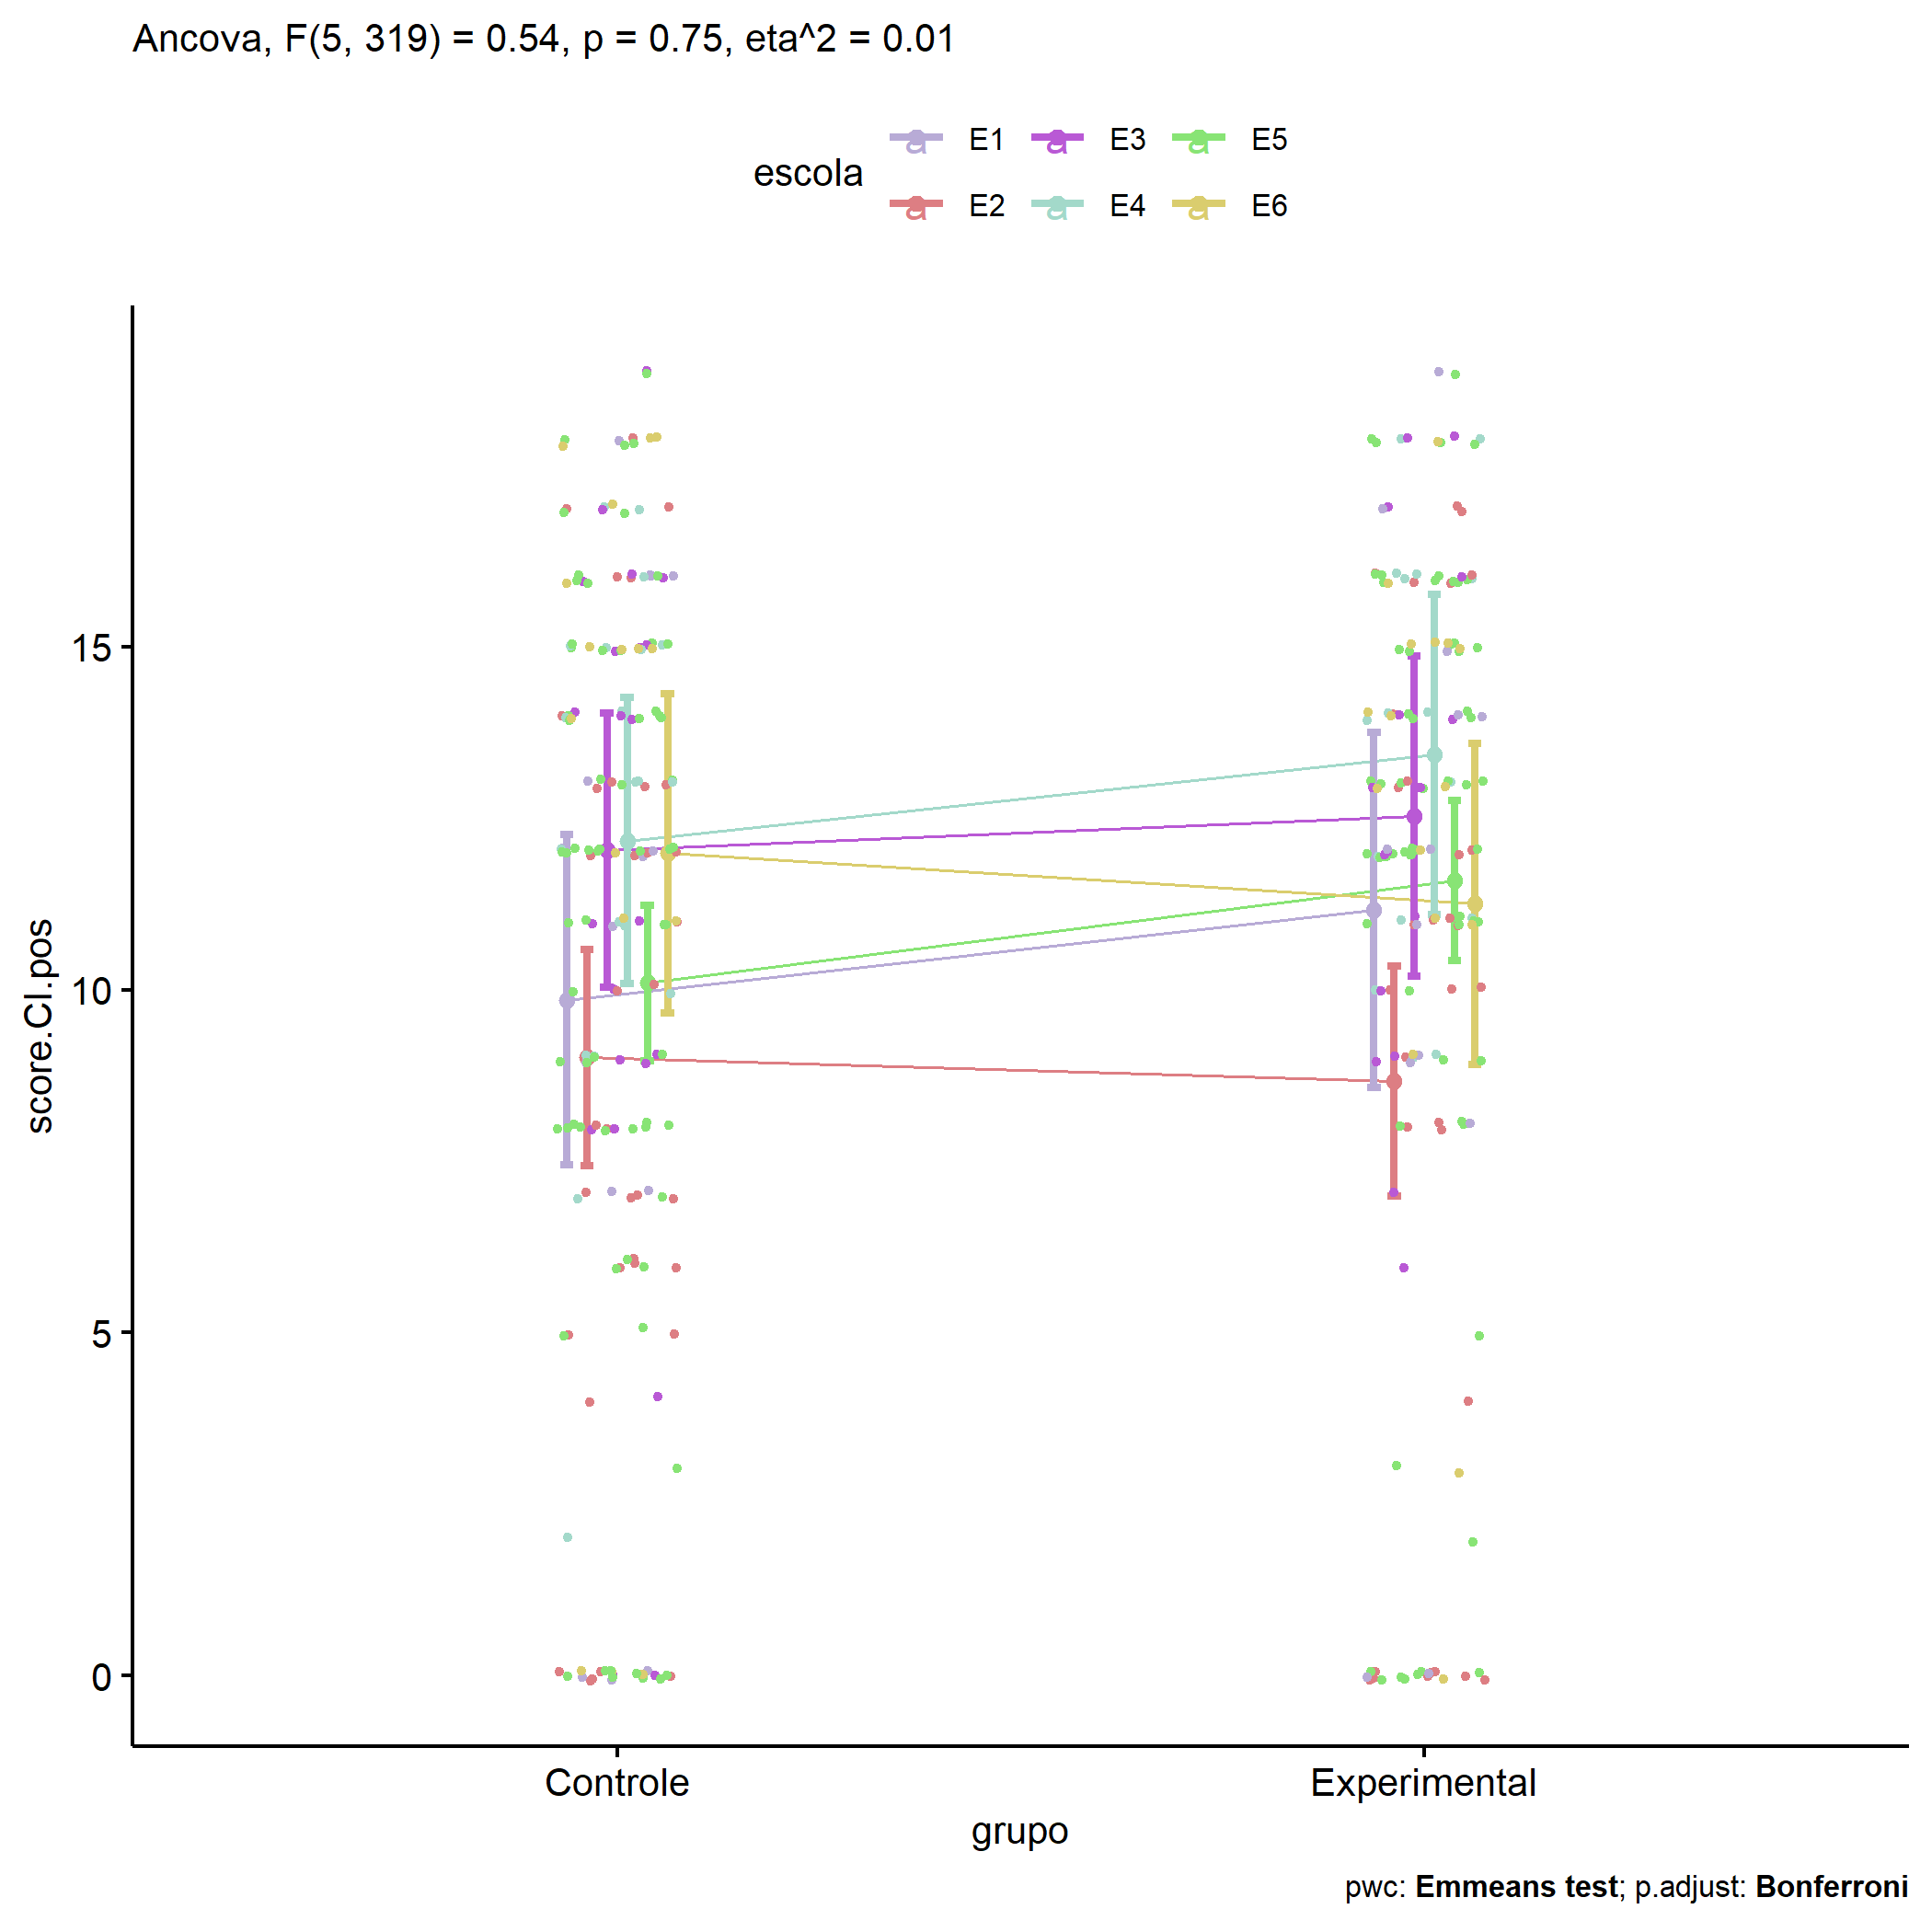 Ancova, F(5, 319) = 0.54, p = 0.75, eta^2 = 0.01
escola
a E1 a E3 a E5
a E2 a E4 a E6
score.CI.pos
15
10
5
0
Controle Experimental
grupo
pwc: Emmeans test; p.adjust: Bonferroni